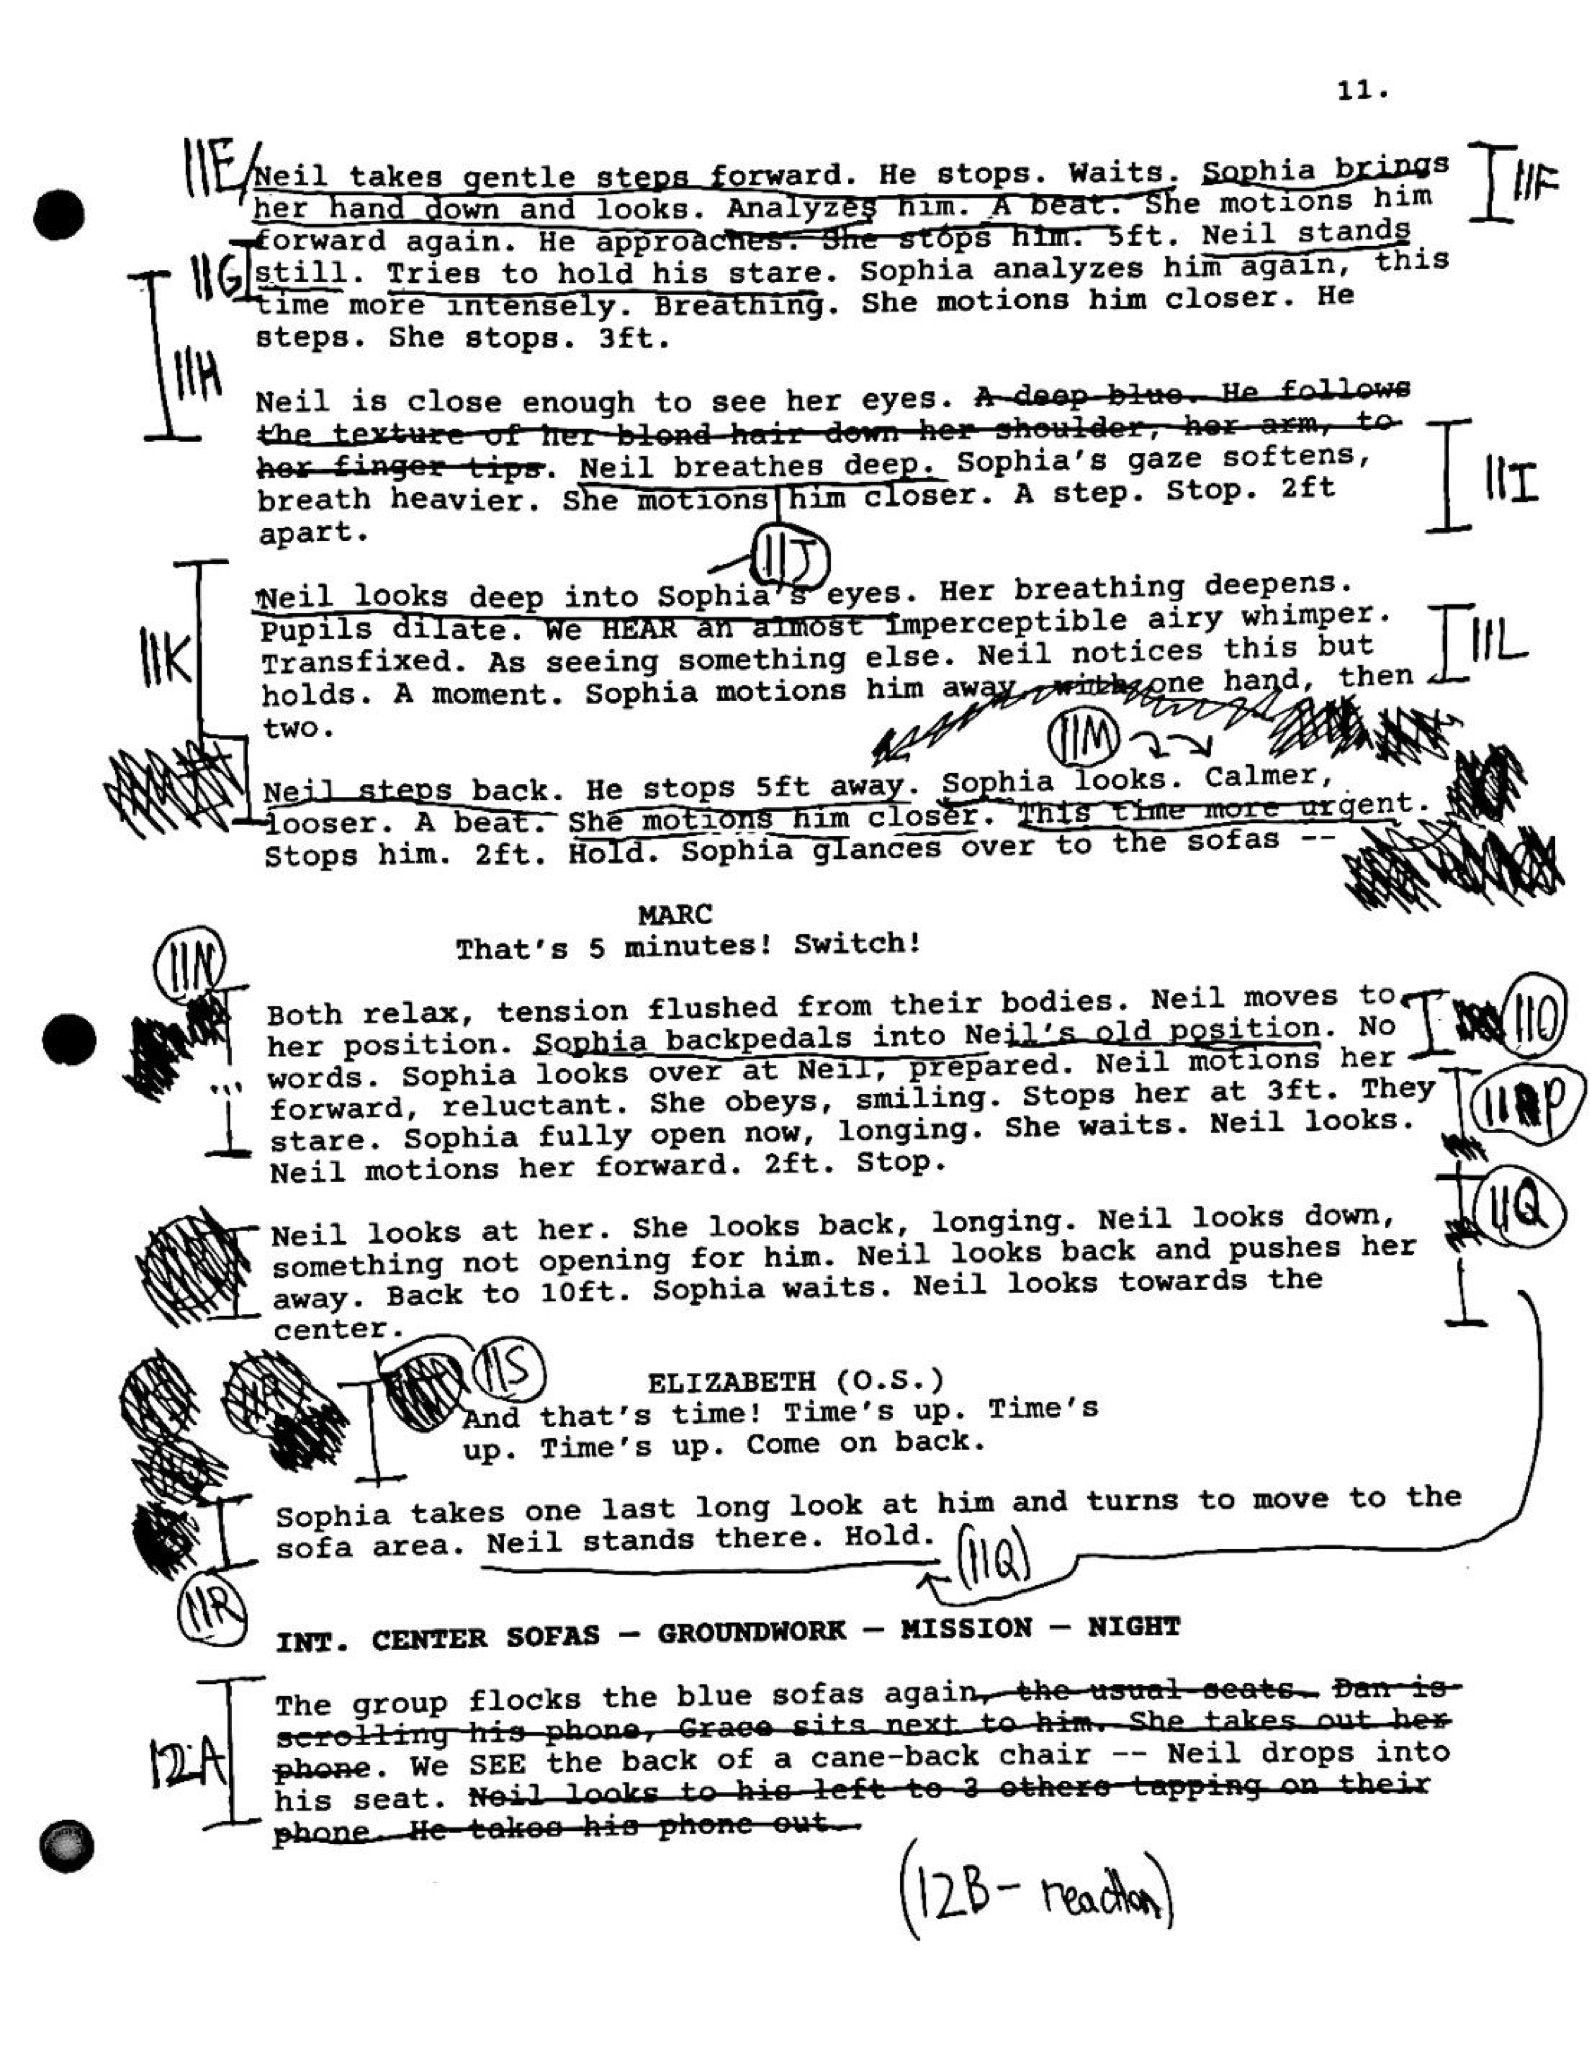 11.
11E/ Neil takes gentle steps forward. He stops. Waits. Sophia brings 11F
her hand down and looks. Analyzes him. A beat. She motions him
forward again. He approaches. She stops him. 5ft. Neil stands
11G still. Tries to hold his stare. Sophia analyzes him again, this
time more intensely. Breathing. She motions him closer. He
steps. She stops. 3ft.
11H
Neil is close enough to see her eyes. A deep blue. He follows
the texture of her blond hair down her shoulder, her arm, to
her finger tips. Neil breathes deep. Sophia's gaze softens, 11I
breath heavier. She motions him closer. A step. Stop. 2ft
apart.
11J
Neil looks deep into Sophia's eyes. Her breathing deepens.
Pupils dilate. We HEAR an almost imperceptible airy whimper.
11K Transfixed. As seeing something else. Neil notices this but 11L
holds. A moment. Sophia motions him away with one hand, then
two.
11M
Neil steps back. He stops 5ft away. Sophia looks. Calmer,
looser. A beat. She motions him closer. This time more urgent.
Stops him. 2ft. Hold. Sophia glances over to the sofas --
MARC
That's 5 minutes! Switch!
11N
Both relax, tension flushed from their bodies. Neil moves to 11O
her position. Sophia backpedals into Neil's old position. No
words. Sophia looks over at Neil, prepared. Neil motions her
... forward, reluctant. She obeys, smiling. Stops her at 3ft. They 11P
stare. Sophia fully open now, longing. She waits. Neil looks.
Neil motions her forward. 2ft. Stop.
11Q
Neil looks at her. She looks back, longing. Neil looks down,
something not opening for him. Neil looks back and pushes her
away. Back to 10ft. Sophia waits. Neil looks towards the
center.
11R 11S
ELIZABETH (O.S.)
And that's time! Time's up. Time's
up. Time's up. Come on back.
Sophia takes one last long look at him and turns to move to the
sofa area. Neil stands there. Hold. (11Q)
11R
INT. CENTER SOFAS — GROUNDWORK — MISSION — NIGHT
The group flocks the blue sofas again, the usual seats. Dan is
scrolling his phone, Grace sits next to him. She takes out her
12A phone. We SEE the back of a cane-back chair -- Neil drops into
his seat. Neil looks to his left to 3 others tapping on their
phone. He takes his phone out.
(12B - reaction)